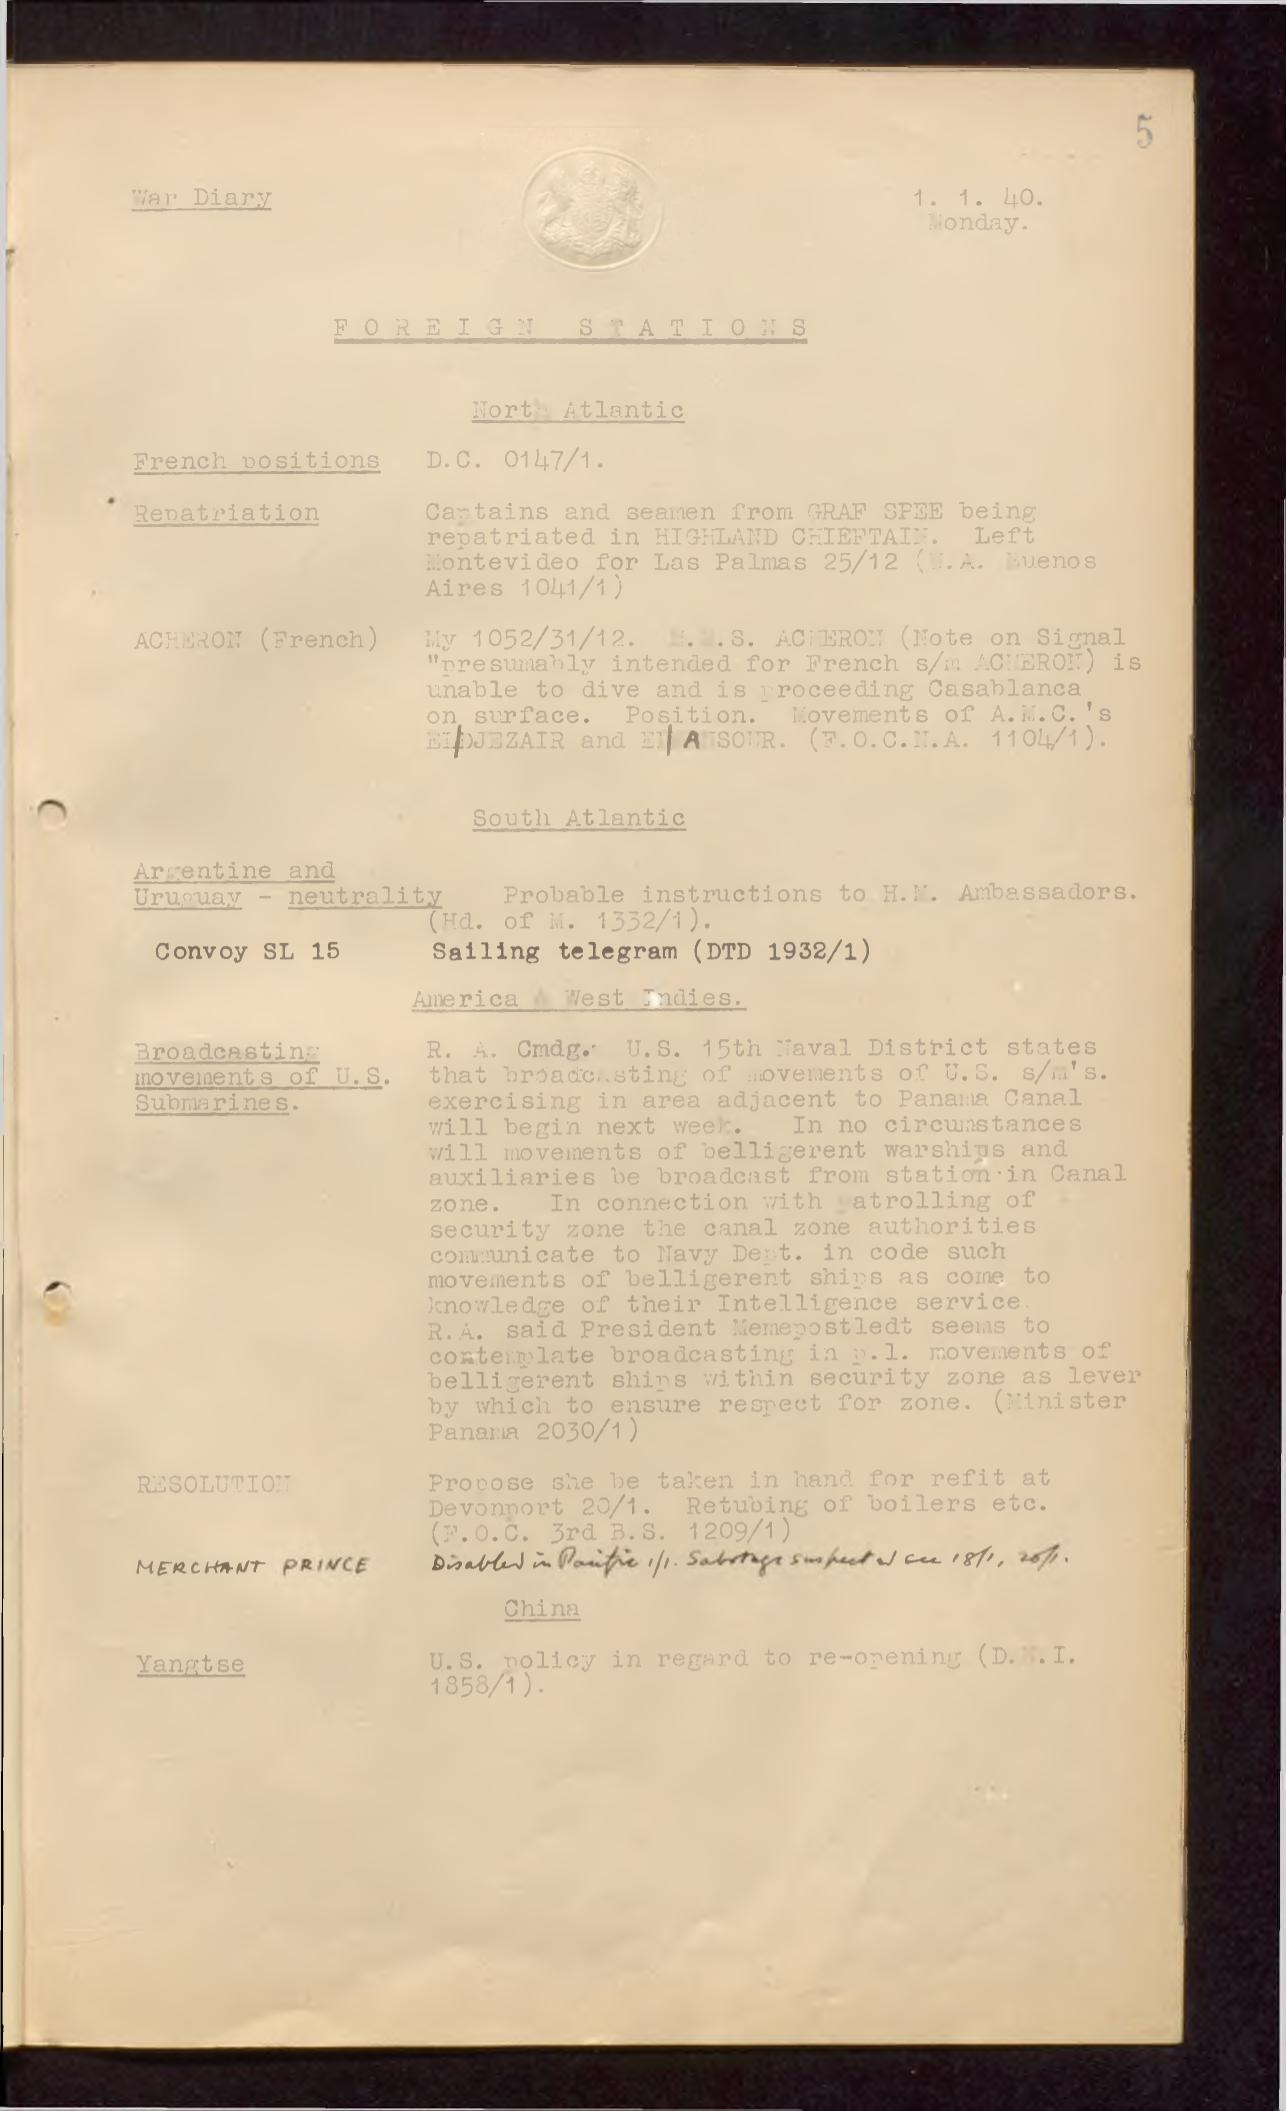 5
War Diary
1. 1. 40.
Monday.
FOREIGN STATIONS
North Atlantic
French positions D.C. 0147/1.
Repatriation Captains and seamen from GRAF SPEE being
repatriated in HIGHLAND CHIEFTAIN. Left
Montevideo for Las Palmas 25/12 (N.A. Buenos
Aires 1041/1)
ACHERON (French) My 1052/31/12. H.M.S. ACHERON (Note on Signal
"presumably intended for French s/m ACHERON) is
unable to dive and is proceeding Casablanca
on surface. Position. Movements of A.M.C.'s
EI/DJEZAIR and SOUR. (F.O.C.N.A. 1104/1).
South Atlantic
Argentine and
Uruguay - neutrality Probable instructions to H.M. Ambassadors.
(Hd. of M. 1332/1).
Convoy SL 15 Sailing telegram (DTD 1932/1)
America & West Indies.
Broadcasting R. A. Cmdg. U.S. 15th Naval District states
movements of U.S. that broadcasting of movements of U.S. s/m's.
Submarines. exercising in area adjacent to Panama Canal
will begin next week. In no circumstances
will movements of belligerent warships and
auxiliaries be broadcast from station in Canal
zone. In connection with patrolling of
security zone the canal zone authorities
communicate to Navy Dept. in code such
movements of belligerent ships as come to
knowledge of their Intelligence service.
R.A. said President Memepostledt seems to
contemplate broadcasting in p.l. movements of
belligerent ships within security zone as lever
by which to ensure respect for zone. (Minister
Panama 2030/1)
RESOLUTION Propose she be taken in hand for refit at
Devonport 20/1. Retubing of boilers etc.
(F.O.C. 3rd B.S. 1209/1)
MERCHANT PRINCE Disabled in Pacific 1/1. Sabotage suspected see 18/1, 20/1.
China
Yangtse U.S. policy in regard to re-opening (D.N.I.
1858/1).